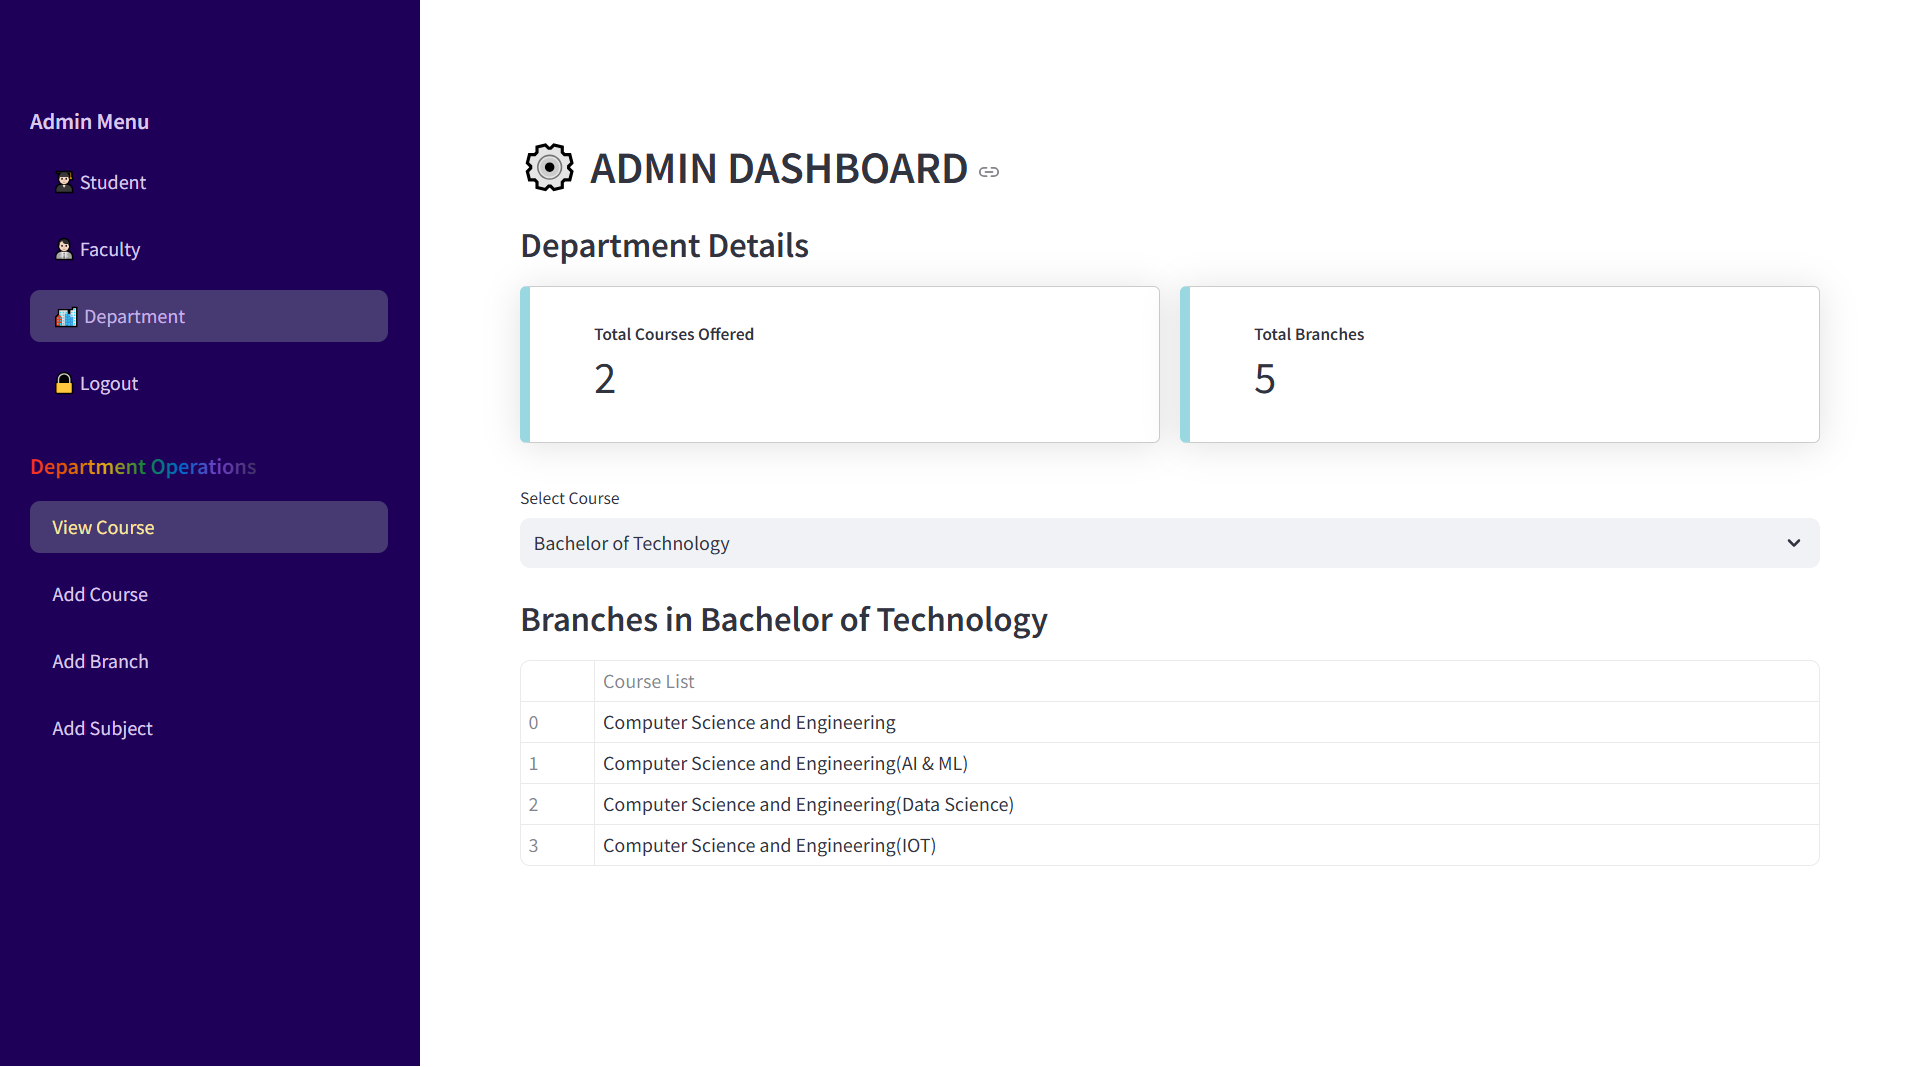 Admin Menu
Student
Faculty
Department
Logout
Department Operations
View Course
Add Course
Add Branch
Add Subject
ADMIN DASHBOARD
Department Details
Total Courses Offered
2
Total Branches
5
Select Course
Bachelor of Technology
Branches in Bachelor of Technology
Course List
0 Computer Science and Engineering
1 Computer Science and Engineering(AI & ML)
2 Computer Science and Engineering(Data Science)
3 Computer Science and Engineering(IOT)